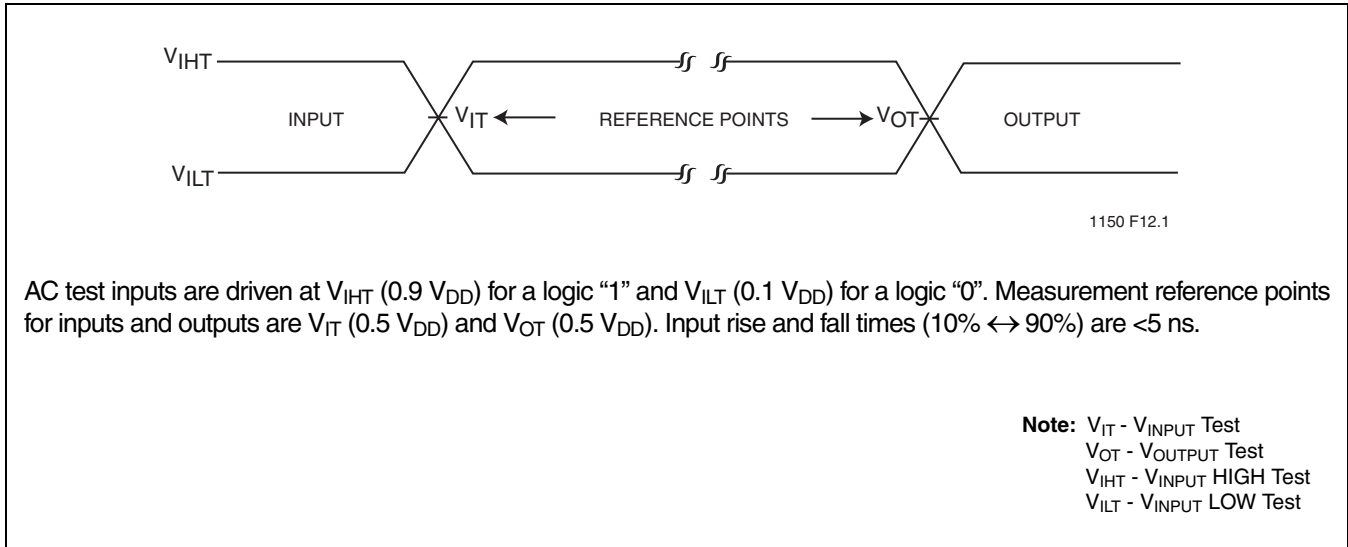 VIHT
INPUT VIT REFERENCE POINTS VOT OUTPUT
VILT
1150 F12.1
AC test inputs are driven at VIHT (0.9 VDD) for a logic “1” and VILT (0.1 VDD) for a logic “0”. Measurement reference points
for inputs and outputs are VIT (0.5 VDD) and VOT (0.5 VDD). Input rise and fall times (10% ↔ 90%) are <5 ns.
Note: VIT - VINPUT Test
VOT - VOUTPUT Test
VIHT - VINPUT HIGH Test
VILT - VINPUT LOW Test